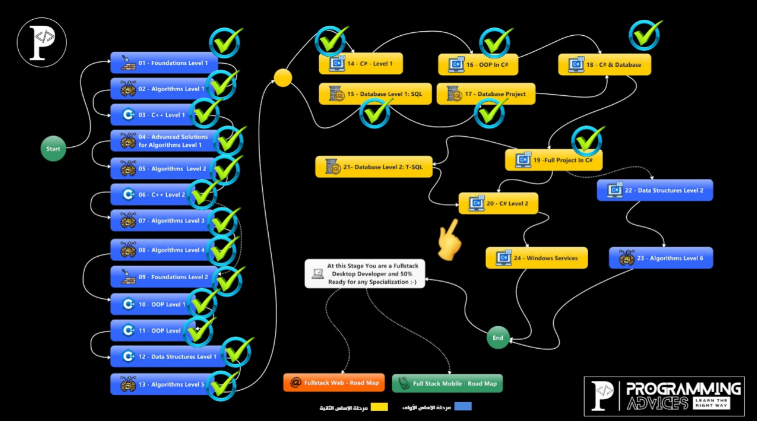 Start
01 - Foundations Level 1
02 - Algorithms Level 1
03 - C++ Level 1
04 - Advanced Solutions
for Algorithms Level 1
05 - Algorithms Level 2
06 - C++ Level 2
07 - Algorithms Level 3
08 - Algorithms Level 4
09 - Foundations Level 2
10 - OOP Level 1
11 - OOP Level
12 - Data Structures Level 1
13 - Algorithms Level 5
14 - C# - Level 1
16 - OOP In C#
18 - C# & Database
15 - Database Level 1: SQL
17 - Database Project
19 -Full Project In C#
21- Database Level 2: T-SQL
20 - C# Level 2
22 - Data Structures Level 2
24 - Windows Services
23 - Algorithms Level 6
At this Stage You are a Fullstack
Desktop Developer and 50%
Ready for any Specialization :-)
End
Fullstack Web - Road Map
Full Stack Mobile - Road Map
مرحلة الاساس الثانية
مرحلة الاساس الاولى
PROGRAMMING
ADVICES
LEARN THE
RIGHT WAY